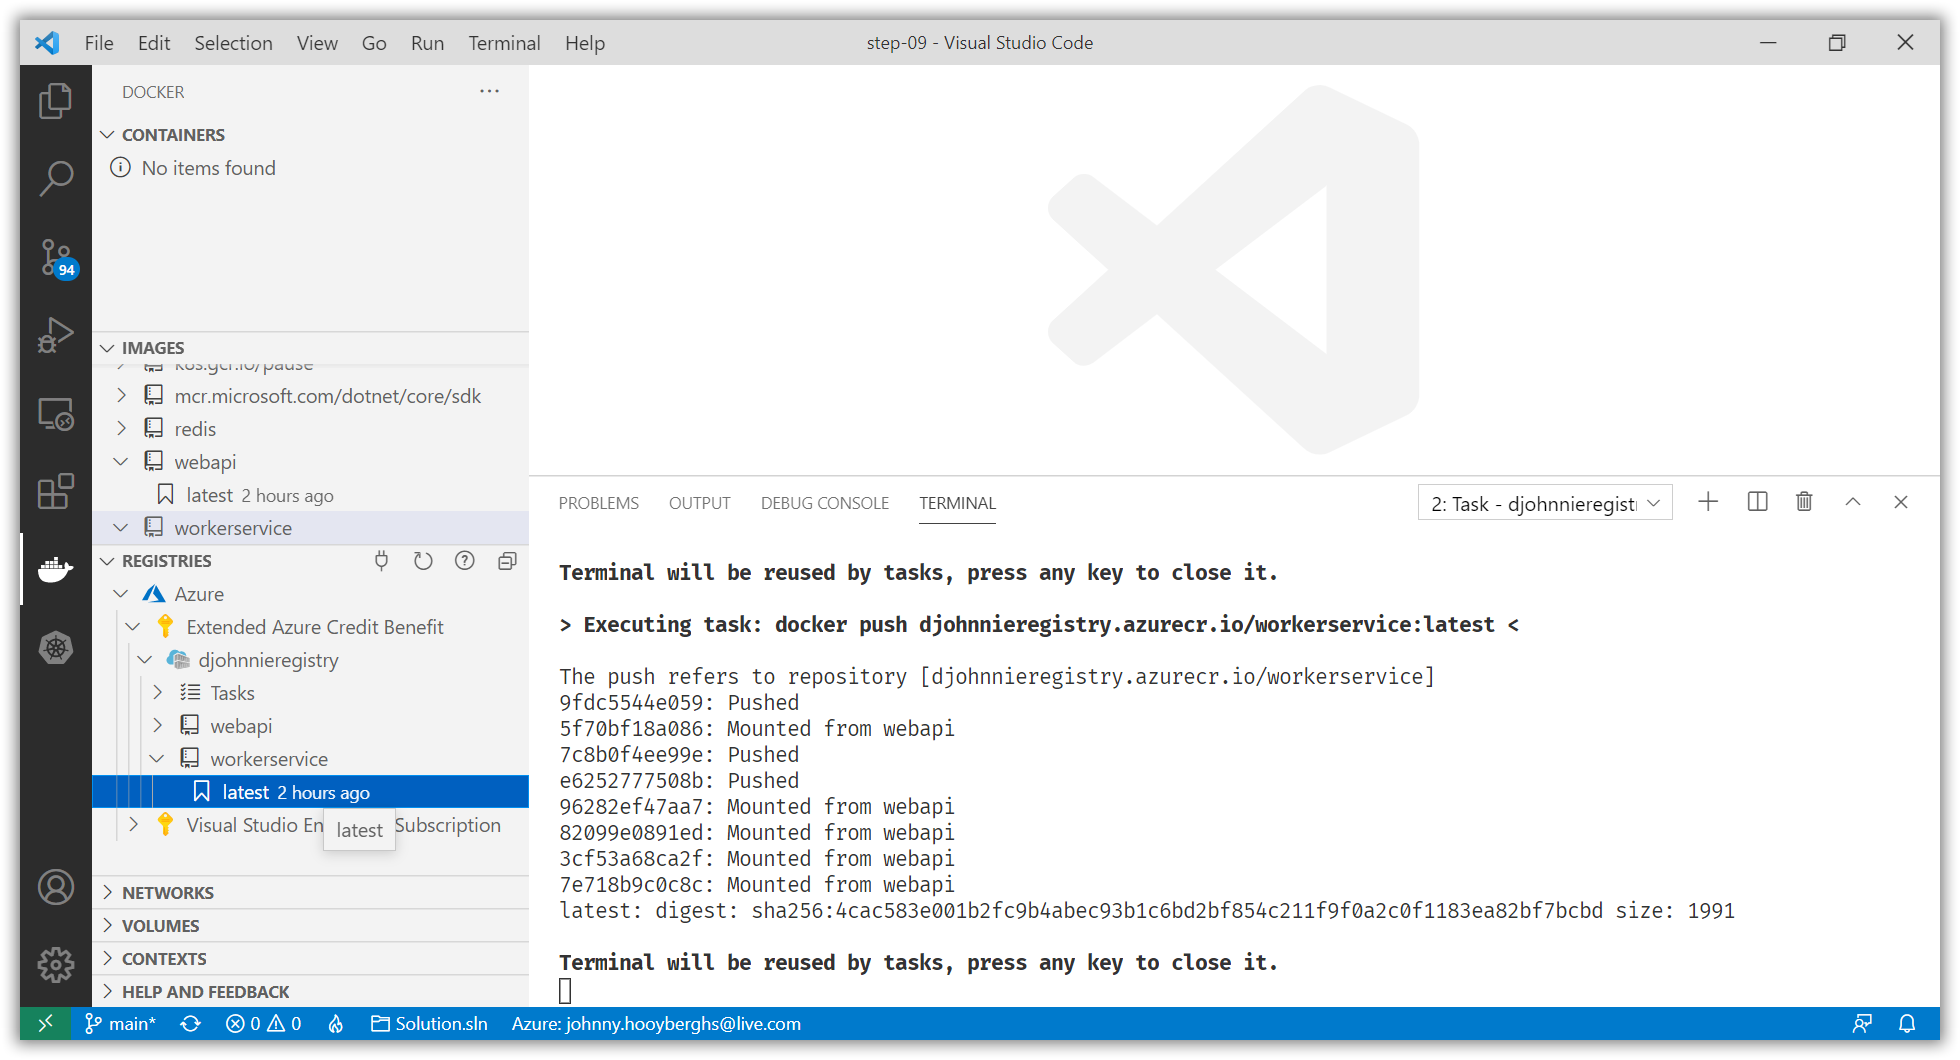 File Edit Selection View Go Run Terminal Help
step-09 - Visual Studio Code
DOCKER
CONTAINERS
No items found
94
IMAGES
k8s.gcr.io/pause
mcr.microsoft.com/dotnet/core/sdk
redis
webapi
latest 2 hours ago
workerservice
REGISTRIES
Azure
Extended Azure Credit Benefit
djohnnieregistry
Tasks
webapi
workerservice
latest 2 hours ago
Visual Studio En
latest
Subscription
NETWORKS
VOLUMES
CONTEXTS
HELP AND FEEDBACK
PROBLEMS OUTPUT DEBUG CONSOLE TERMINAL
2: Task - djohnnieregist
Terminal will be reused by tasks, press any key to close it.
> Executing task: docker push djohnnieregistry.azurecr.io/workerservice:latest <
The push refers to repository [djohnnieregistry.azurecr.io/workerservice]
9fdc5544e059: Pushed
5f70bf18a086: Mounted from webapi
7c8b0f4ee99e: Pushed
e6252777508b: Pushed
96282ef47aa7: Mounted from webapi
82099e0891ed: Mounted from webapi
3cf53a68ca2f: Mounted from webapi
7e718b9c0c8c: Mounted from webapi
latest: digest: sha256:4cac583e001b2fc9b4abec93b1c6bd2bf854c211f9f0a2c0f1183ea82bf7bcbd size: 1991
Terminal will be reused by tasks, press any key to close it.
main* 0 0 Solution.sln Azure: johnny.hooyberghs@live.com